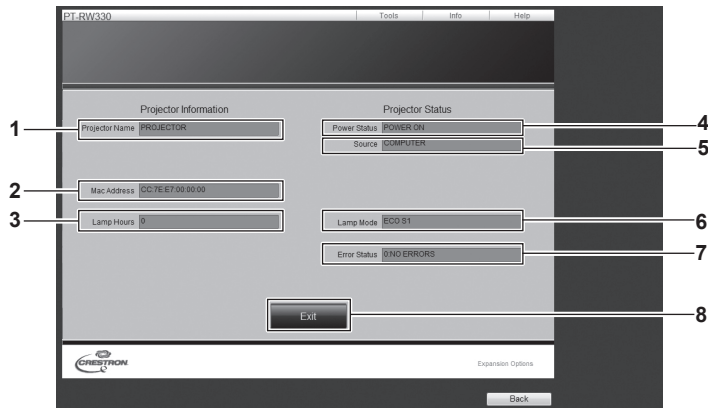 PT-RW330 Tools Info Help
Projector Information Projector Status
1 Projector Name PROJECTOR Power Status POWER ON 4
Source COMPUTER 5
2 Mac Address CC:7E:E7:00:00:00
3 Lamp Hours 0 Lamp Mode ECO S1 6
Error Status 0:NO ERRORS 7
Exit 8
CRESTRON Expansion Options
Back